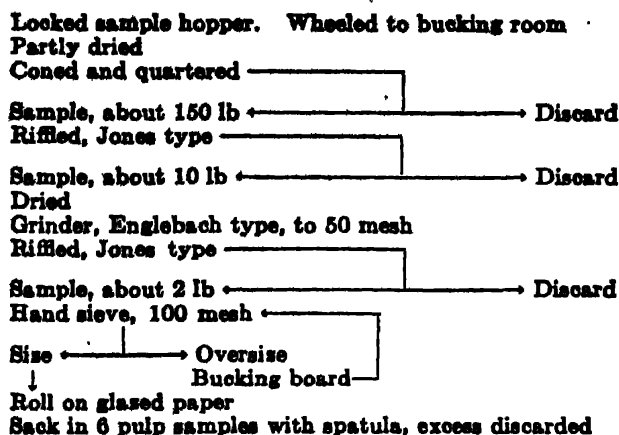 Locked sample hopper. Wheeled to bucking room
Partly dried
Coned and quartered
Sample, about 150 lb Discard
Riffled, Jones type
Sample, about 10 lb Discard
Dried
Grinder, Englebach type, to 50 mesh
Riffled, Jones type
Sample, about 2 lb Discard
Hand sieve, 100 mesh
Size Oversize
Bucking board
Roll on glazed paper
Sack in 6 pulp samples with spatula, excess discarded